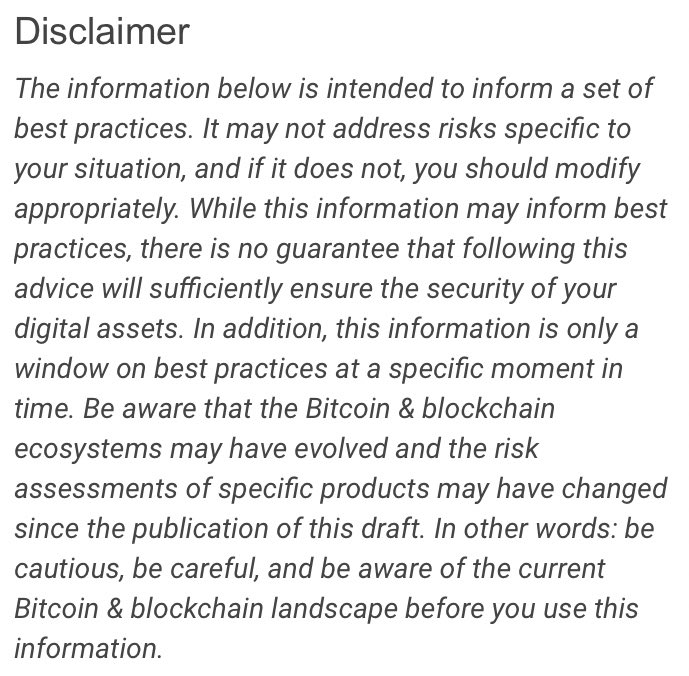 Disclaimer
The information below is intended to inform a set of
best practices. It may not address risks specific to
your situation, and if it does not, you should modify
appropriately. While this information may inform best
practices, there is no guarantee that following this
advice will sufficiently ensure the security of your
digital assets. In addition, this information is only a
window on best practices at a specific moment in
time. Be aware that the Bitcoin & blockchain
ecosystems may have evolved and the risk
assessments of specific products may have changed
since the publication of this draft. In other words: be
cautious, be careful, and be aware of the current
Bitcoin & blockchain landscape before you use this
information.